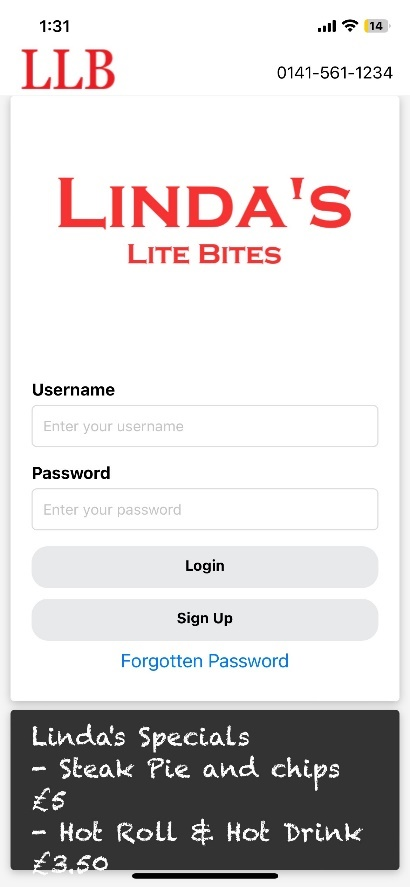 1:31
14
LLB
0141-561-1234
LINDA'S
LITE BITES
Username
Enter your username
Password
Enter your password
Login
Sign Up
Forgotten Password
Linda's Specials
- Steak Pie and chips
£5
- Hot Roll & Hot Drink
£3.50